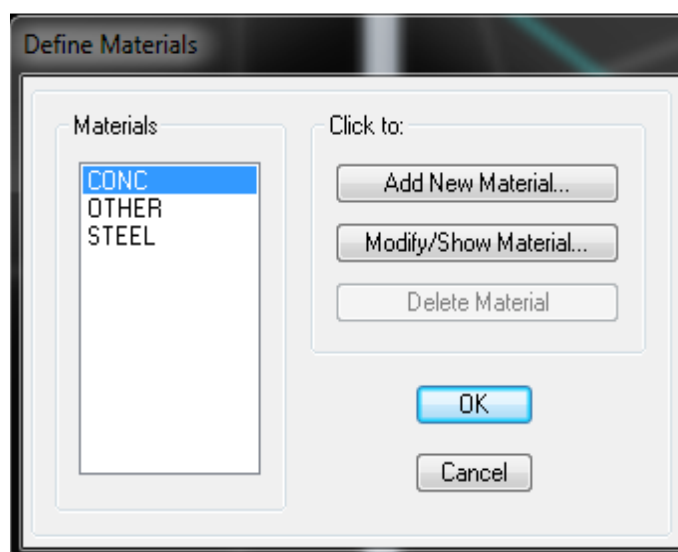 Define Materials
Materials
CONC
OTHER
STEEL
Click to:
Add New Material...
Modify/Show Material...
Delete Material
OK
Cancel